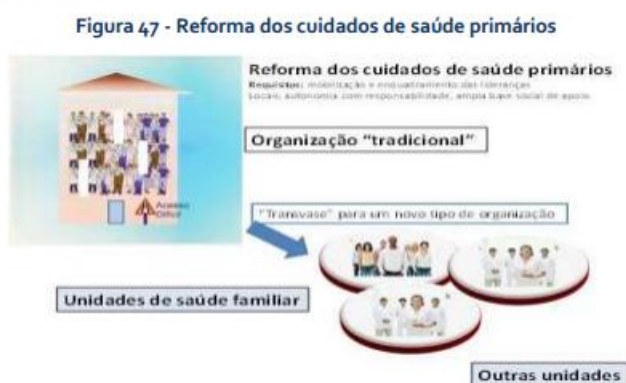 Figura 47 - Reforma dos cuidados de saúde primários
Reforma dos cuidados de saúde primários
Requisitos: mobilização e enquadramento das lideranças
sociais, autonomia com responsabilidade, ampla base social de apoio
Organização “tradicional”
Acesso
Difícil
“Transvase” para um novo tipo de organização
Unidades de saúde familiar
Outras unidades